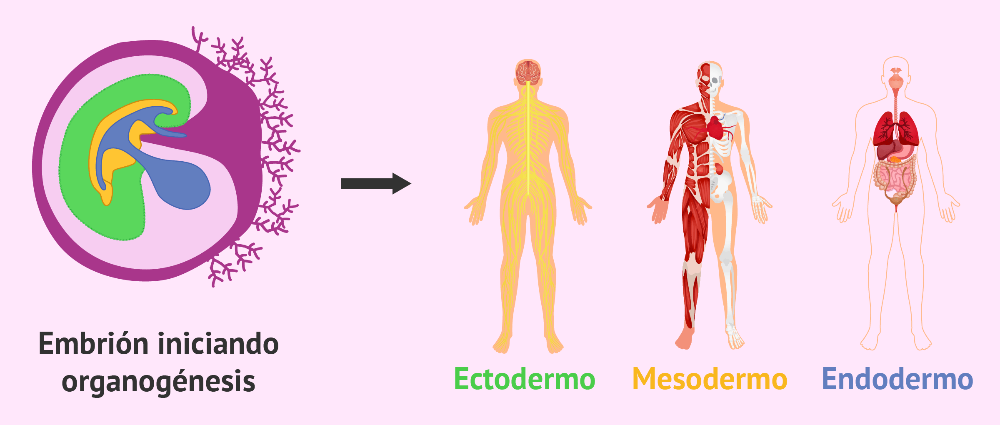 Embrión iniciando
organogénesis
Ectodermo
Mesodermo
Endodermo